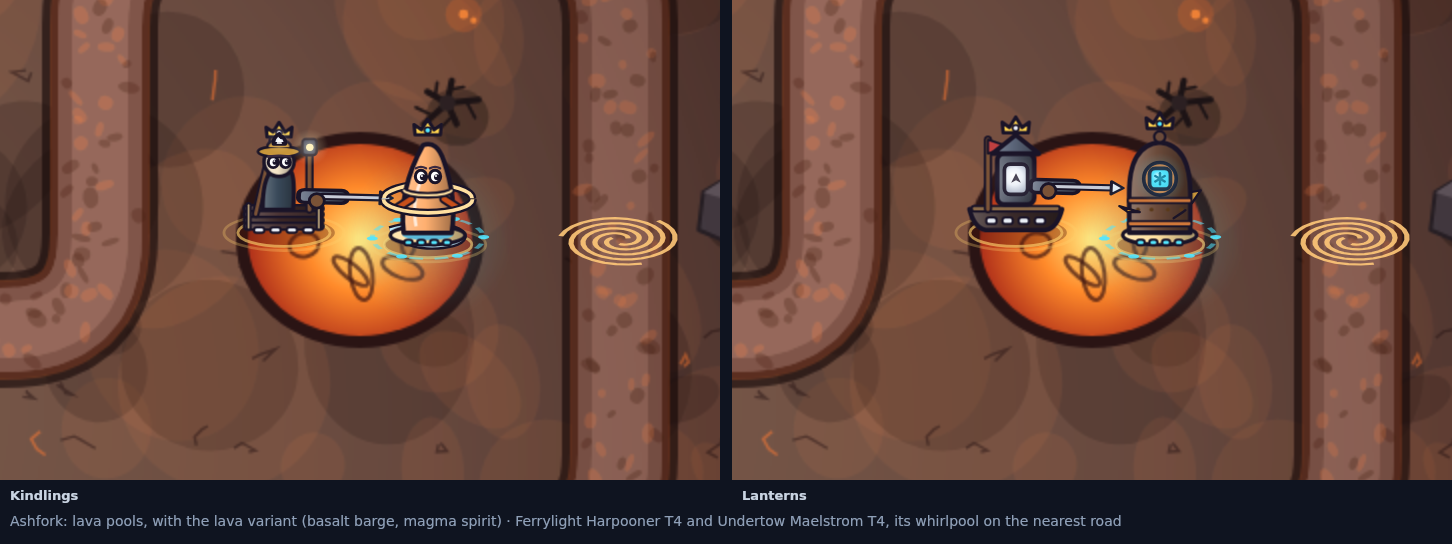 Kindlings
Lanterns
Ashfork: lava pools, with the lava variant (basalt barge, magma spirit) · Ferrylight Harpooner T4 and Undertow Maelstrom T4, its whirlpool on the nearest road